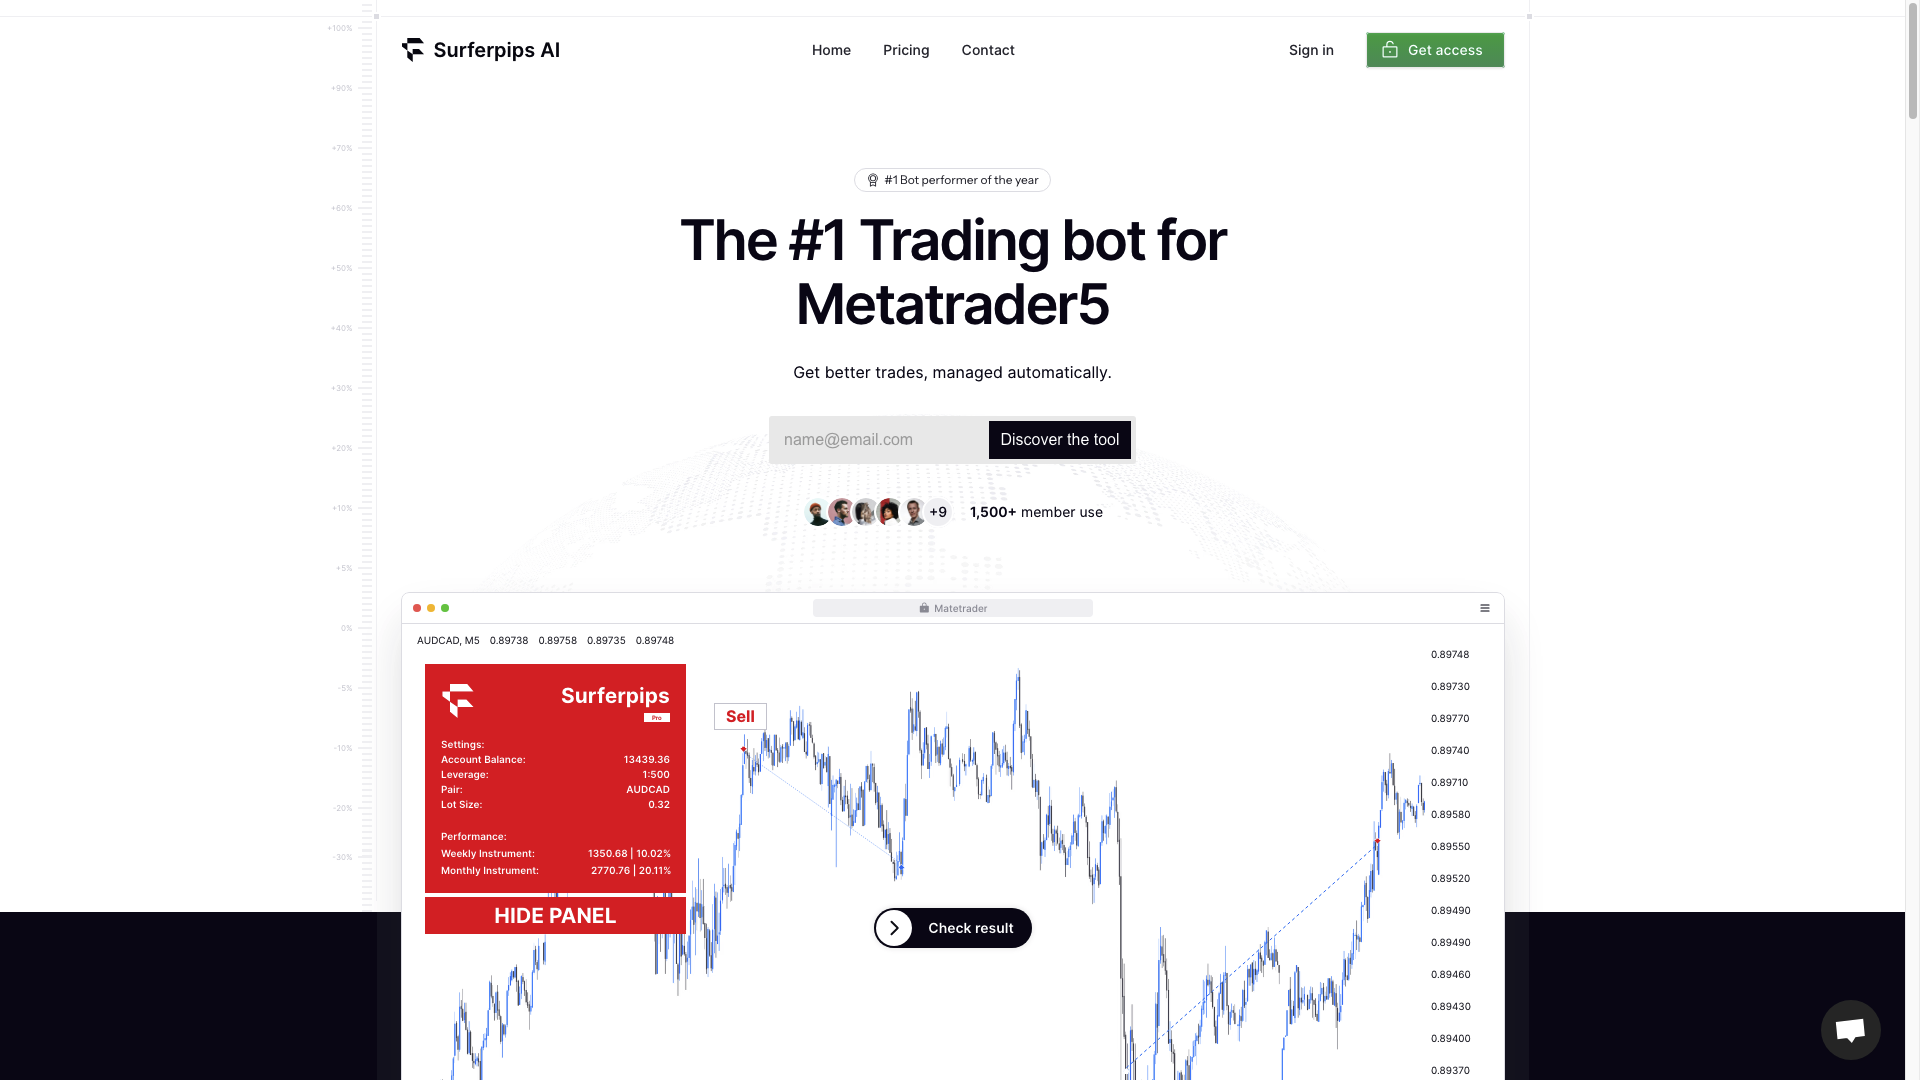 Surferpips AI
Home
Pricing
Contact
Sign in
Get access
#1 Bot performer of the year
The #1 Trading bot for
Metatrader5
Get better trades, managed automatically.
name@email.com
Discover the tool
+9
1,500+ member use
+100%
+90%
+70%
+60%
+50%
+40%
+30%
+20%
+10%
+5%
0%
-5%
-10%
-20%
-30%
Matetrader
AUDCAD, M5 0.89738 0.89758 0.89735 0.89748
Surferpips
Pro
Settings:
Account Balance: 13439.36
Leverage: 1:500
Pair: AUDCAD
Lot Size: 0.32
Performance:
Weekly Instrument: 1350.68 | 10.02%
Monthly Instrument: 2770.76 | 20.11%
HIDE PANEL
Sell
Check result
0.89748
0.89730
0.89770
0.89740
0.89710
0.89580
0.89550
0.89520
0.89490
0.89490
0.89460
0.89430
0.89400
0.89370